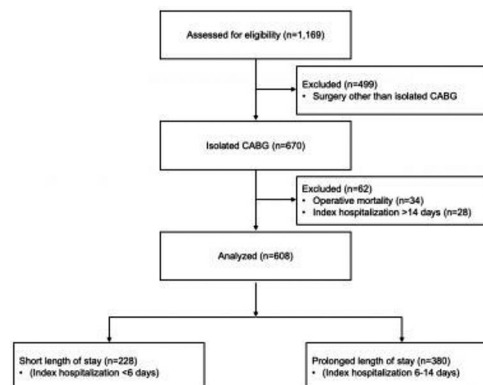 Assessed for eligibility (n=1,169)
Excluded (n=499)
• Surgery other than isolated CABG
Isolated CABG (n=670)
Excluded (n=62)
• Operative mortality (n=34)
• Index hospitalization >14 days (n=28)
Analyzed (n=608)
Short length of stay (n=228)
• (Index hospitalization <6 days)
Prolonged length of stay (n=380)
• (Index hospitalization 6-14 days)